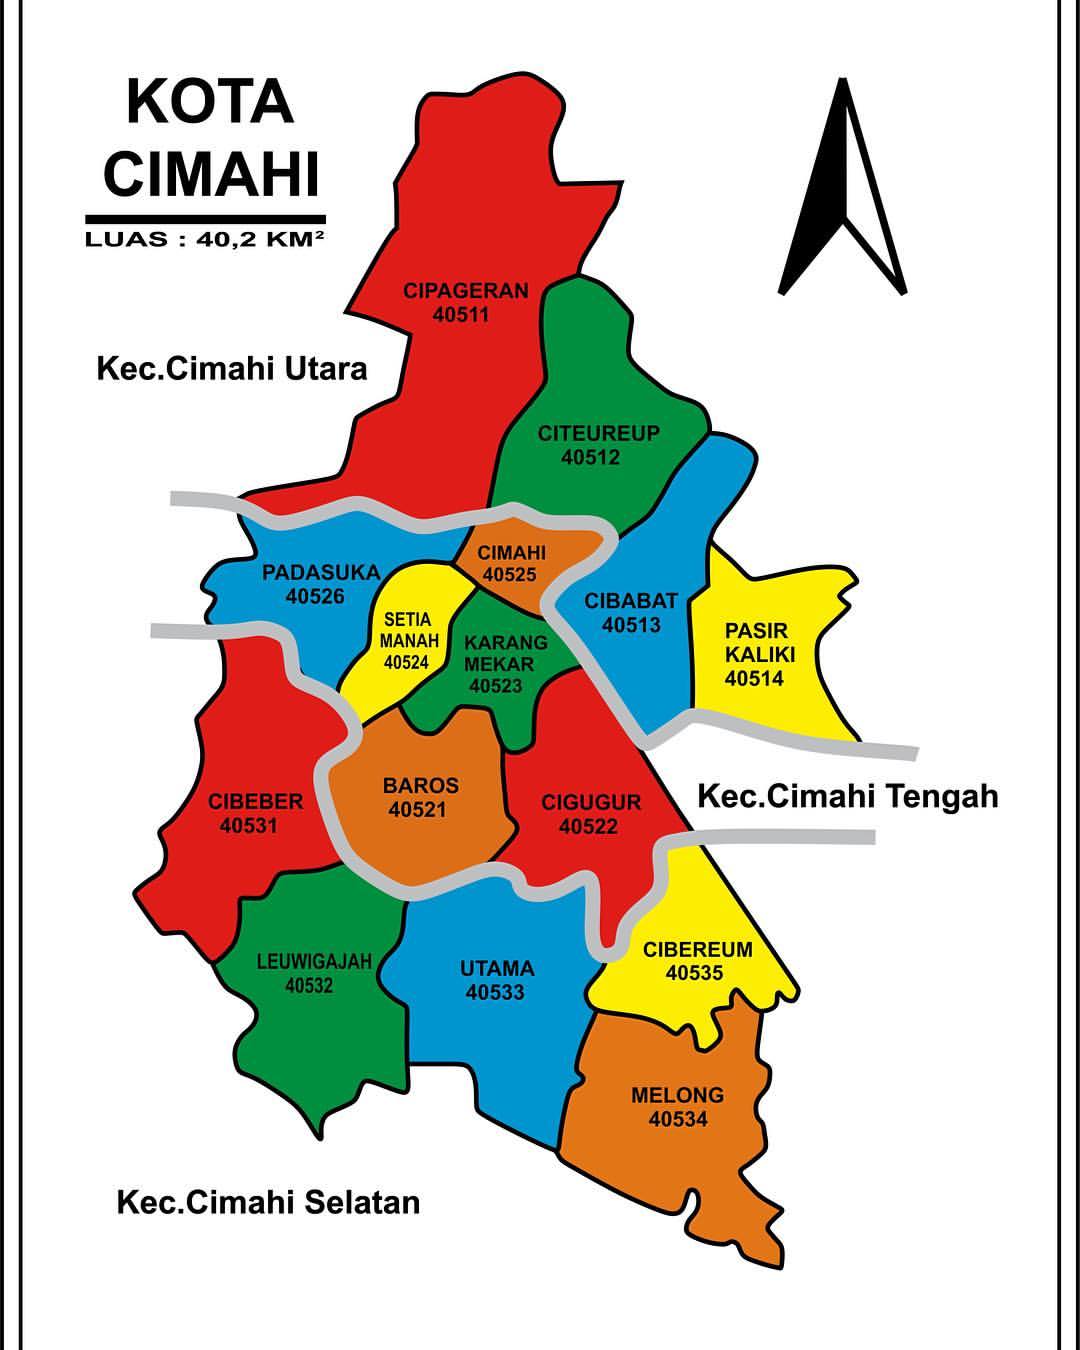 KOTA
CIMAHI
LUAS : 40,2 KM²
CIPAGERAN
40511
Kec.Cimahi Utara
CITEUREUP
40512
CIMAHI
40525
PADASUKA
40526
CIBABAT
40513
SETIA
MANAH
40524
KARANG
MEKAR
40523
PASIR
KALIKI
40514
BAROS
40521
CIGUGUR
40522
Kec.Cimahi Tengah
CIBEBER
40531
CIBEREUM
40535
LEUWIGAJAH
40532
UTAMA
40533
MELONG
40534
Kec.Cimahi Selatan